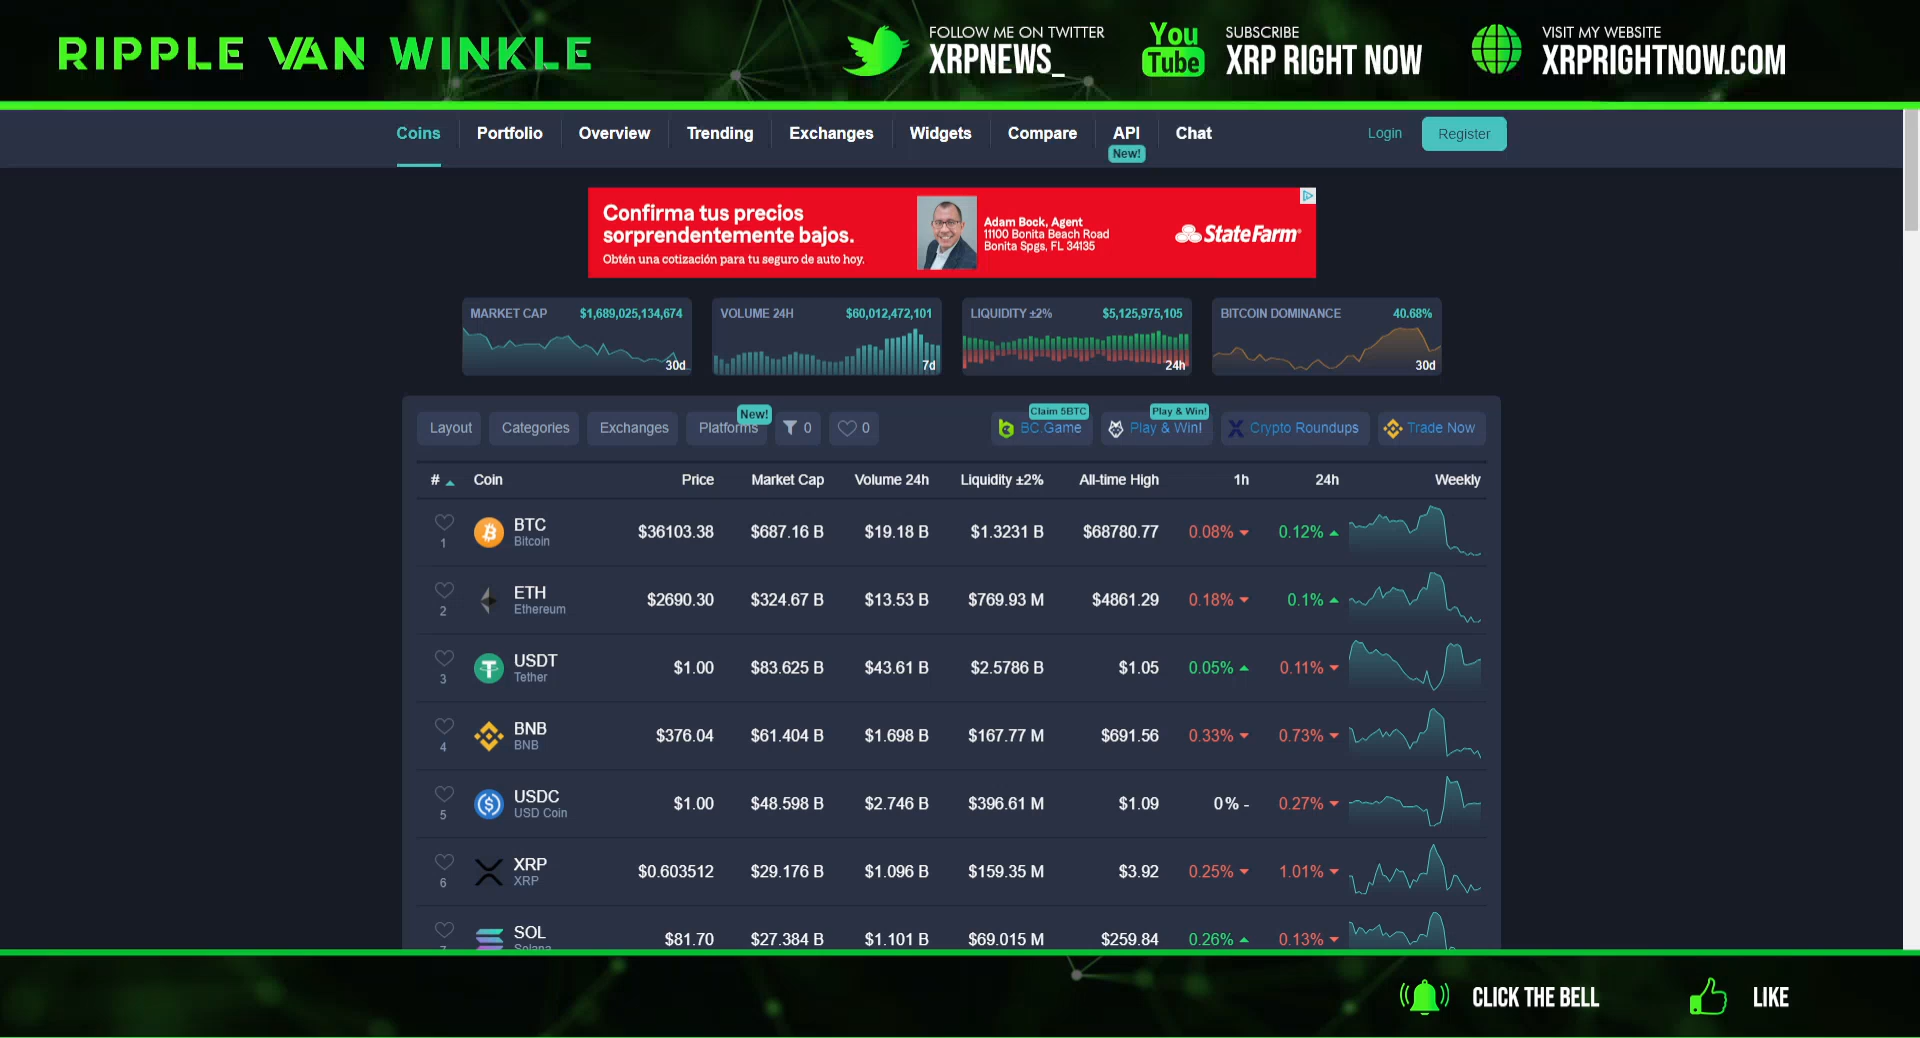 RIPPLE VAN WINKLE
FOLLOW ME ON TWITTER
XRPNEWS_
You
Tube
SUBSCRIBE
XRP RIGHT NOW
VISIT MY WEBSITE
XRPRIGHTNOW.COM
Coins Portfolio Overview Trending Exchanges Widgets Compare API Chat Login Register
New!
Confirma tus precios
sorprendentemente bajos.
Obtén una cotización para tu seguro de auto hoy.
Adam Bock, Agent
11100 Bonita Beach Road
Bonita Spgs, FL 34135
StateFarm®
MARKET CAP $1,689,025,134,674
30d
VOLUME 24H $60,012,472,101
7d
LIQUIDITY ±2% $5,125,975,105
24h
BITCOIN DOMINANCE 40.68%
30d
New! Claim 5BTC Play & Win!
Layout Categories Exchanges Platforms 0 0 BC.Game Play & Win! Crypto Roundups Trade Now
# Coin Price Market Cap Volume 24h Liquidity ±2% All-time High 1h 24h Weekly
1 BTC Bitcoin $36103.38 $687.16 B $19.18 B $1.3231 B $68780.77 0.08% 0.12%
2 ETH Ethereum $2690.30 $324.67 B $13.53 B $769.93 M $4861.29 0.18% 0.1%
3 USDT Tether $1.00 $83.625 B $43.61 B $2.5786 B $1.05 0.05% 0.11%
4 BNB BNB $376.04 $61.404 B $1.698 B $167.77 M $691.56 0.33% 0.73%
5 USDC USD Coin $1.00 $48.598 B $2.746 B $396.61 M $1.09 0% - 0.27%
6 XRP XRP $0.603512 $29.176 B $1.096 B $159.35 M $3.92 0.25% 1.01%
7 SOL Solana $81.70 $27.384 B $1.101 B $69.015 M $259.84 0.26% 0.13%
CLICK THE BELL
LIKE